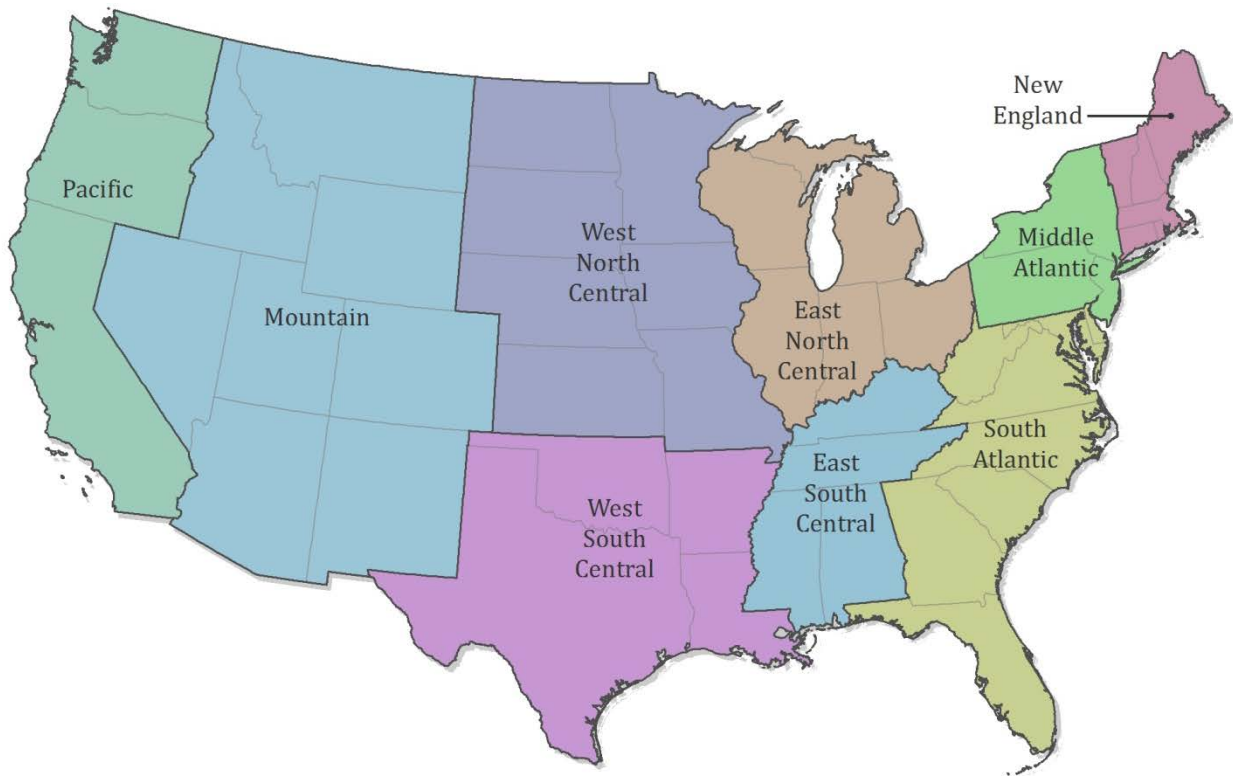 New
England
Pacific
West
North
Central
Middle
Atlantic
Mountain
East
North
Central
South
Atlantic
East
South
Central
West
South
Central